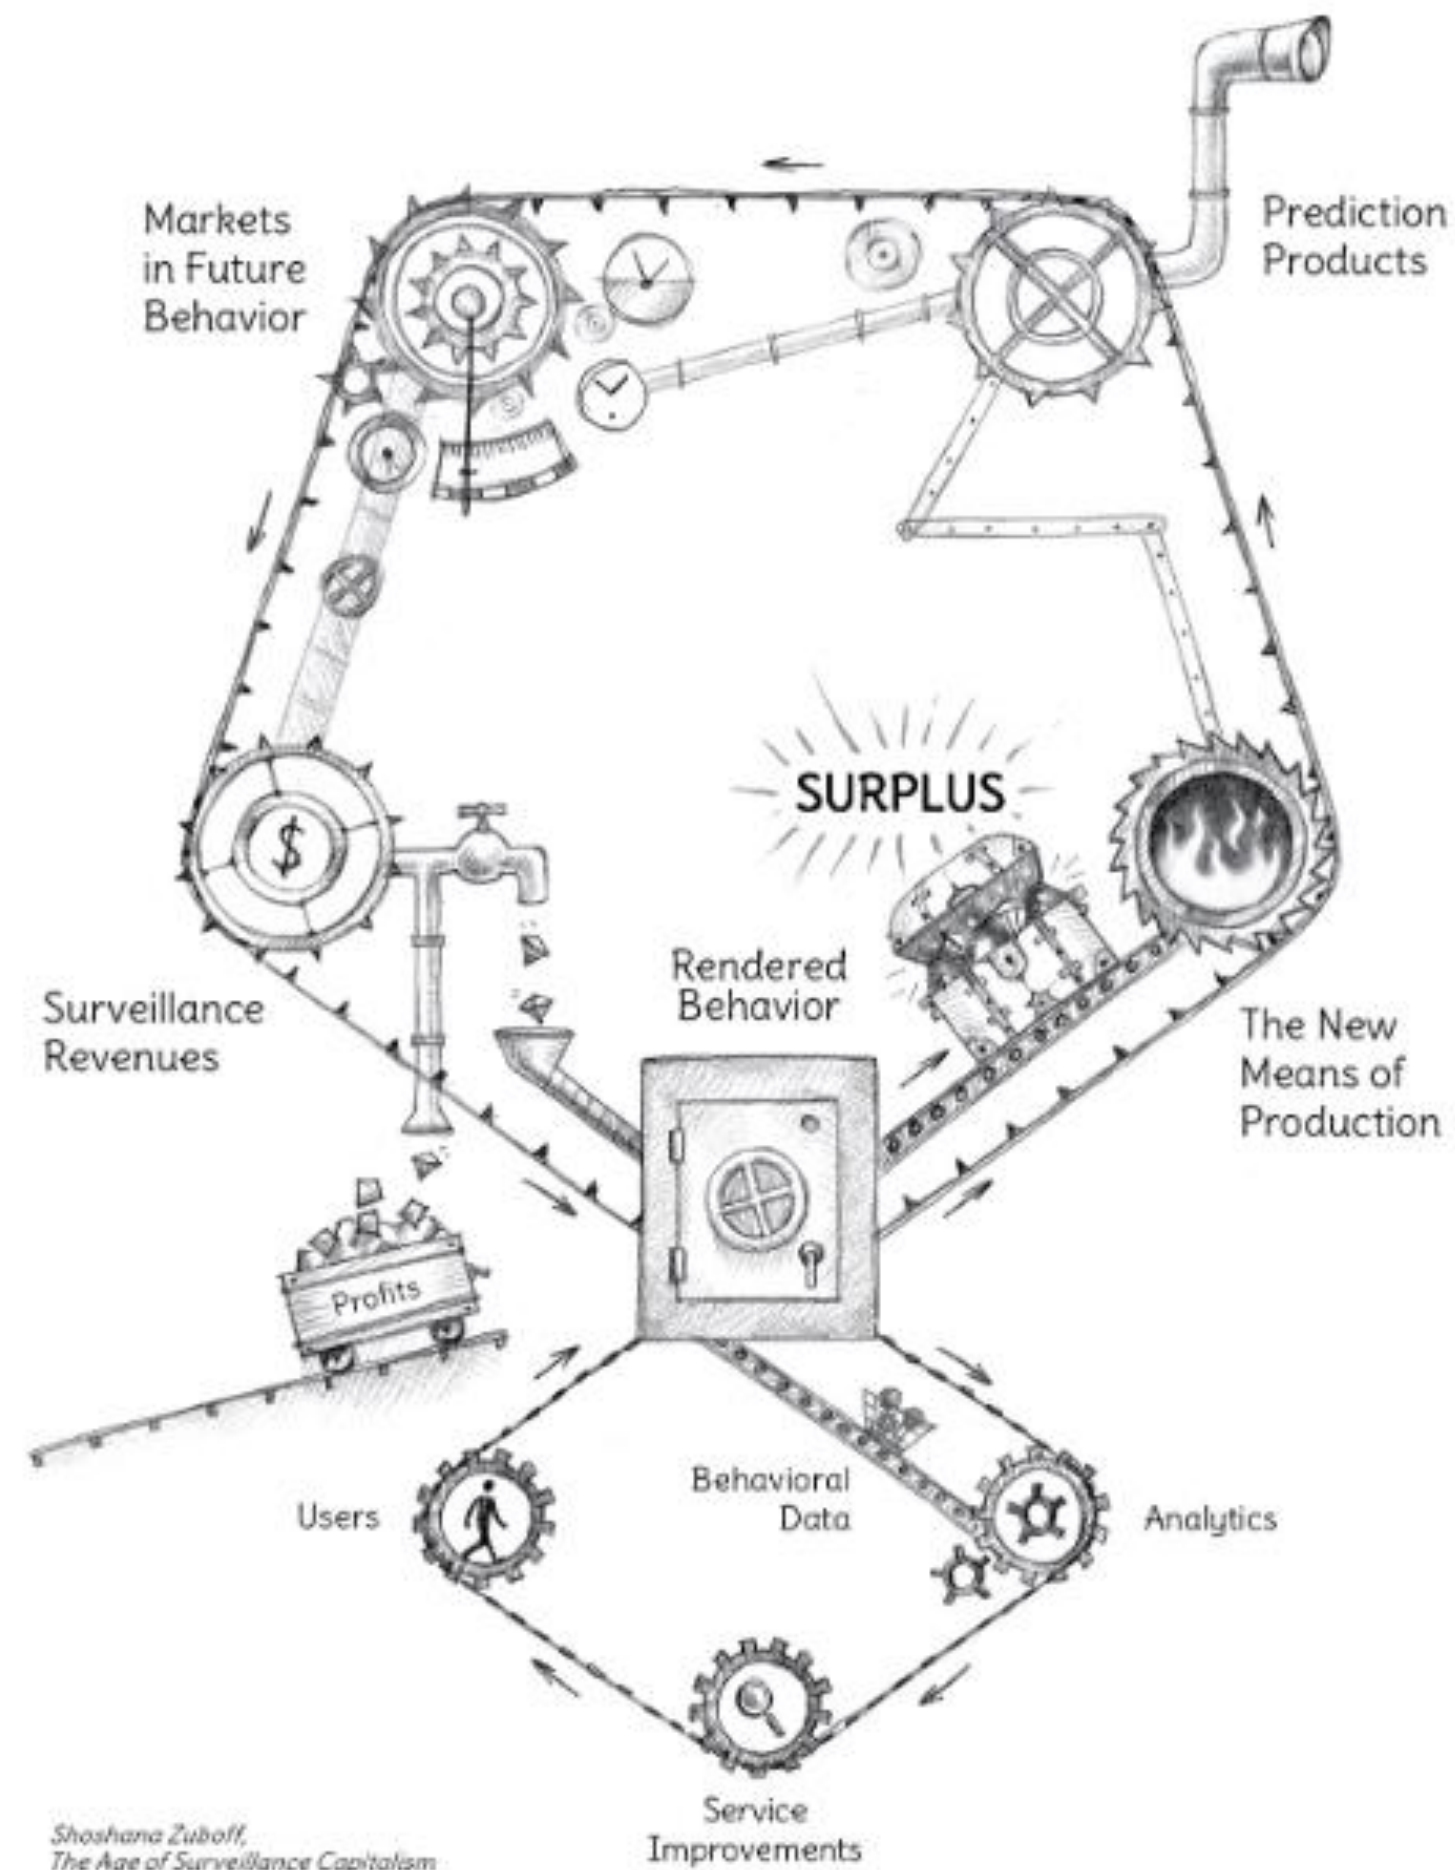 Markets
in Future
Behavior
Prediction
Products
SURPLUS
$
Rendered
Behavior
Surveillance
Revenues
The New
Means of
Production
Profits
Users
Behavioral
Data
Analytics
Service
Improvements
Shoshana Zuboff,
The Age of Surveillance Capitalism